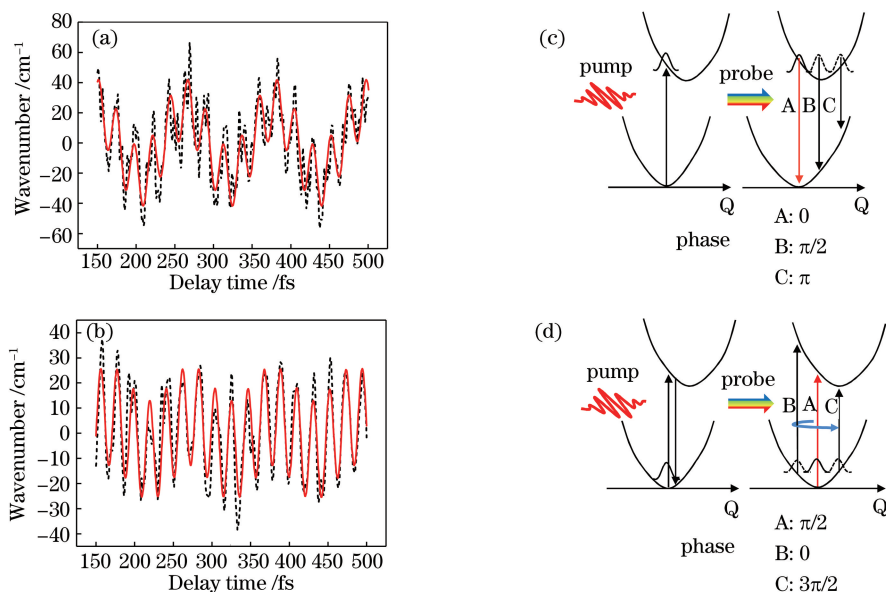 (a)
80
60
40
20
0
−20
−40
−60
Wavenumber /cm−1
150 200 250 300 350 400 450 500
Delay time /fs
(b)
40
30
20
10
0
−10
−20
−30
−40
Wavenumber /cm−1
150 200 250 300 350 400 450 500
Delay time /fs
(c)
pump
probe
A B C
Q
Q
phase
A: 0
B: π/2
C: π
(d)
pump
probe
B A C
Q
Q
phase
A: π/2
B: 0
C: 3π/2